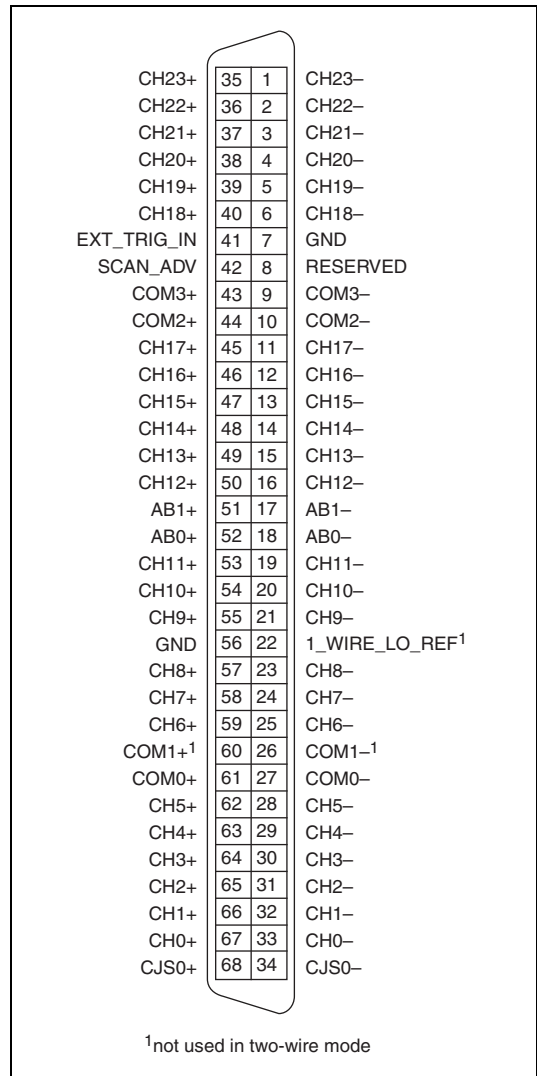 CH23+ 35 1 CH23–
CH22+ 36 2 CH22–
CH21+ 37 3 CH21–
CH20+ 38 4 CH20–
CH19+ 39 5 CH19–
CH18+ 40 6 CH18–
EXT_TRIG_IN 41 7 GND
SCAN_ADV 42 8 RESERVED
COM3+ 43 9 COM3–
COM2+ 44 10 COM2–
CH17+ 45 11 CH17–
CH16+ 46 12 CH16–
CH15+ 47 13 CH15–
CH14+ 48 14 CH14–
CH13+ 49 15 CH13–
CH12+ 50 16 CH12–
AB1+ 51 17 AB1–
AB0+ 52 18 AB0–
CH11+ 53 19 CH11–
CH10+ 54 20 CH10–
CH9+ 55 21 CH9–
GND 56 22 1_WIRE_LO_REF¹
CH8+ 57 23 CH8–
CH7+ 58 24 CH7–
CH6+ 59 25 CH6–
COM1+¹ 60 26 COM1–¹
COM0+ 61 27 COM0–
CH5+ 62 28 CH5–
CH4+ 63 29 CH4–
CH3+ 64 30 CH3–
CH2+ 65 31 CH2–
CH1+ 66 32 CH1–
CH0+ 67 33 CH0–
CJS0+ 68 34 CJS0–
¹not used in two-wire mode